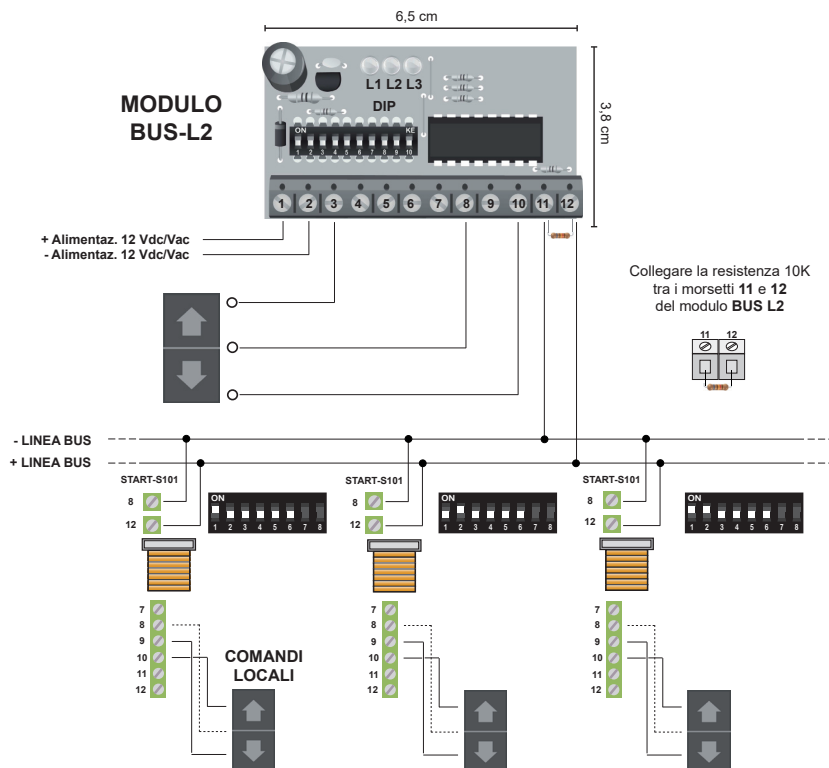 6,5 cm
MODULO
BUS-L2
L1 L2 L3
DIP
ON KE
1 2 3 4 5 6 7 8 9 10
3,8 cm
1 2 3 4 5 6 7 8 9 10 11 12
+ Alimentaz. 12 Vdc/Vac
- Alimentaz. 12 Vdc/Vac
Collegare la resistenza 10K
tra i morsetti 11 e 12
del modulo BUS L2
11 12
- LINEA BUS
+ LINEA BUS
START-S101
8
12
ON
1 2 3 4 5 6 7 8
START-S101
8
12
ON
1 2 3 4 5 6 7 8
START-S101
8
12
ON
1 2 3 4 5 6 7 8
7
8
9
10
11
12
COMANDI
LOCALI
7
8
9
10
11
12
7
8
9
10
11
12